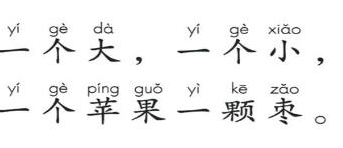 yí gè dà yí gè xiǎo
一个大，一个小，
yí gè píng guǒ yì kē zǎo
一个苹果一颗枣。